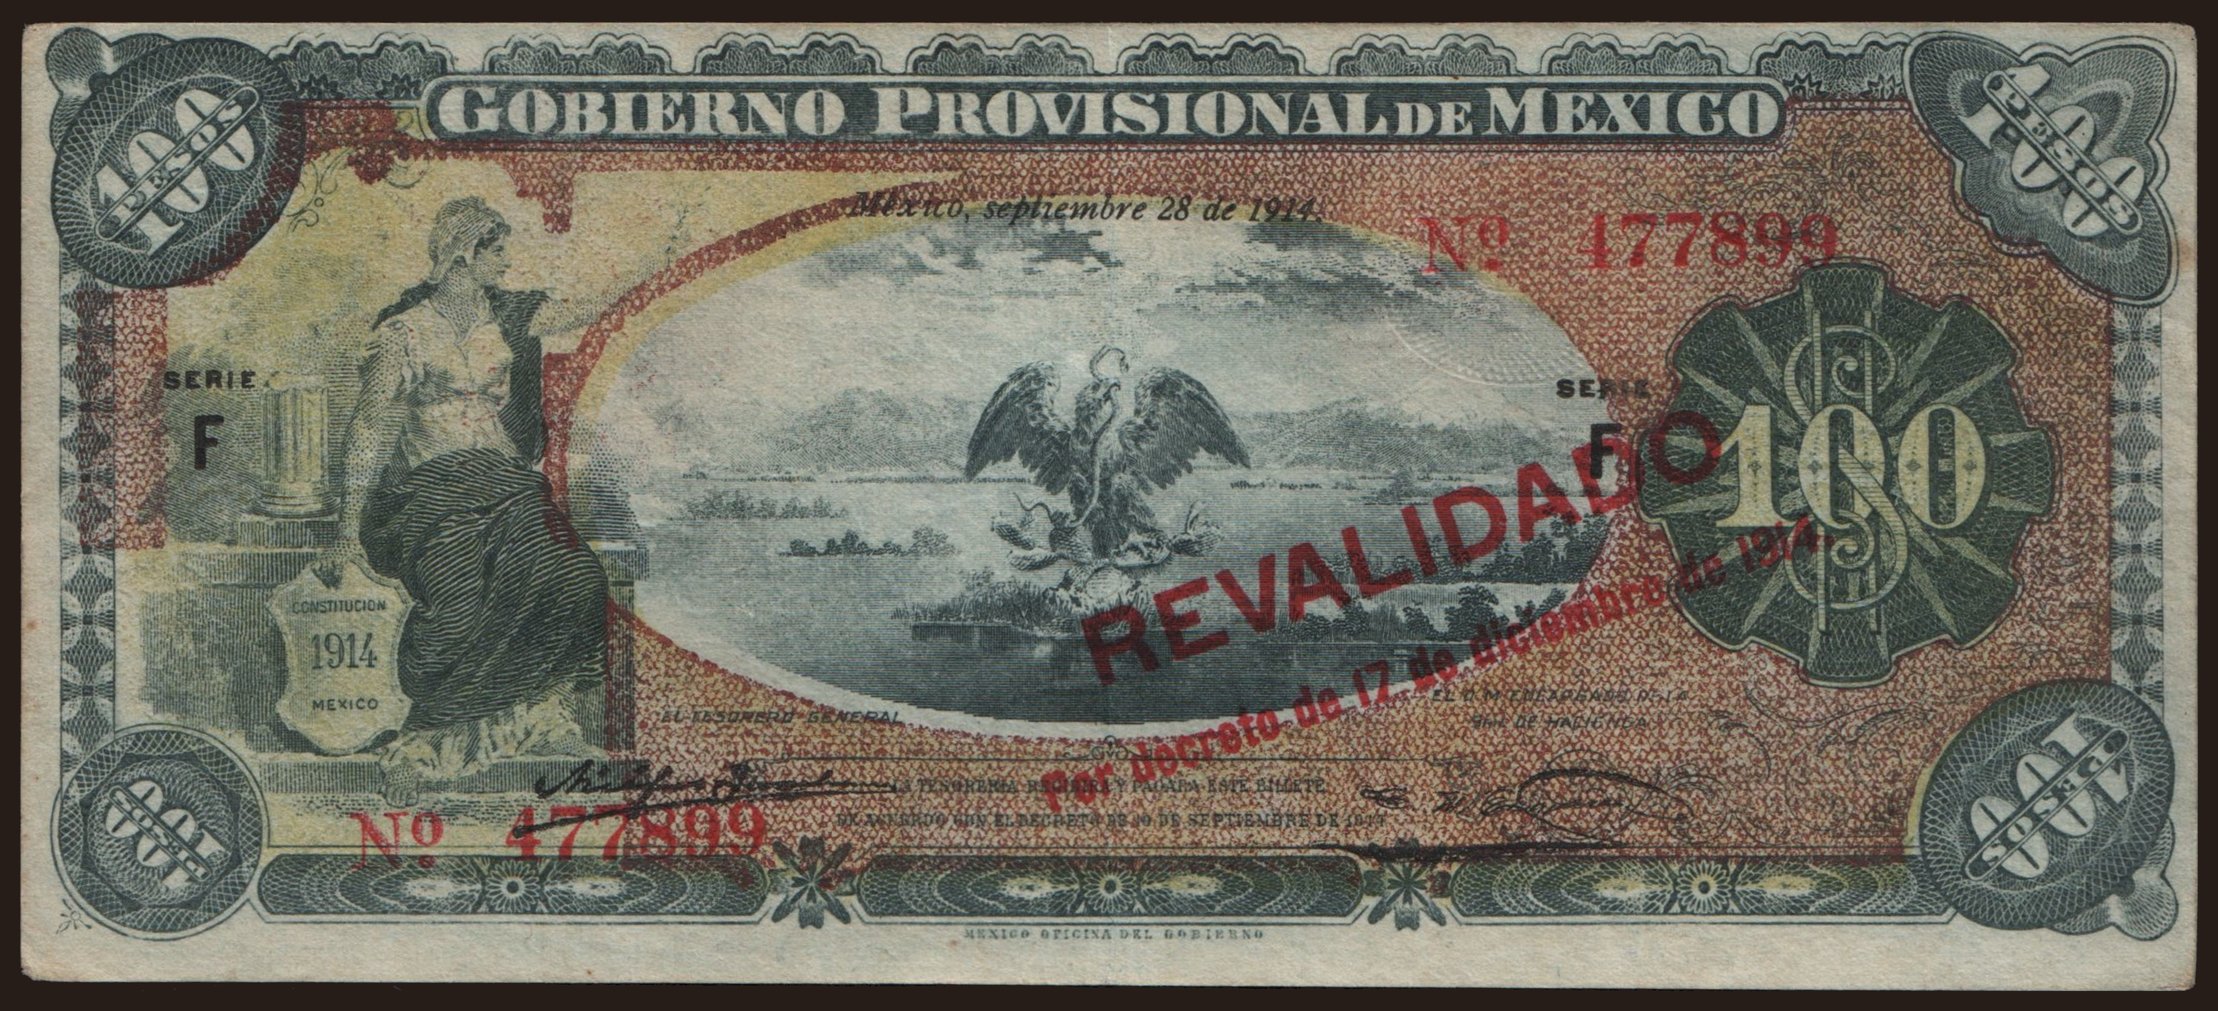 100
PESOS
GOBIERNO PROVISIONAL DE MEXICO
100
PESOS
México, septiembre 28 de 1914.
Nº 477899
SERIE
F
SERIE
F
100
REVALIDADO
Por decreto de 17 de diciembre de 1914.
CONSTITUCION
1914
MEXICO
EL TESORERO GENERAL
EL O.M. ENCARGADO DE LA
DE HACIENDA
LA TESORERIA RECIBIRA Y PAGARA ESTE BILLETE
DE ACUERDO CON EL DECRETO DE 19 DE SEPTIEMBRE DE
Nº 477899
100
PESOS
100
PESOS
MEXICO OFICINA DEL GOBIERNO